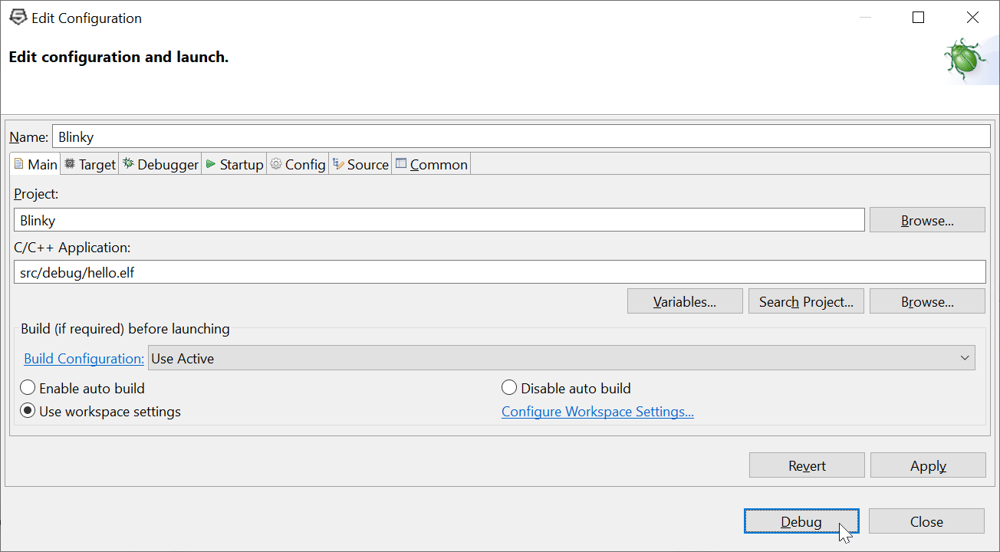 Edit Configuration
Edit configuration and launch.
Name: Blinky
Main Target Debugger Startup Config Source Common
Project:
Blinky Browse...
C/C++ Application:
src/debug/hello.elf
Variables... Search Project... Browse...
Build (if required) before launching
Build Configuration: Use Active
Enable auto build Disable auto build
Use workspace settings Configure Workspace Settings...
Revert Apply
Debug Close